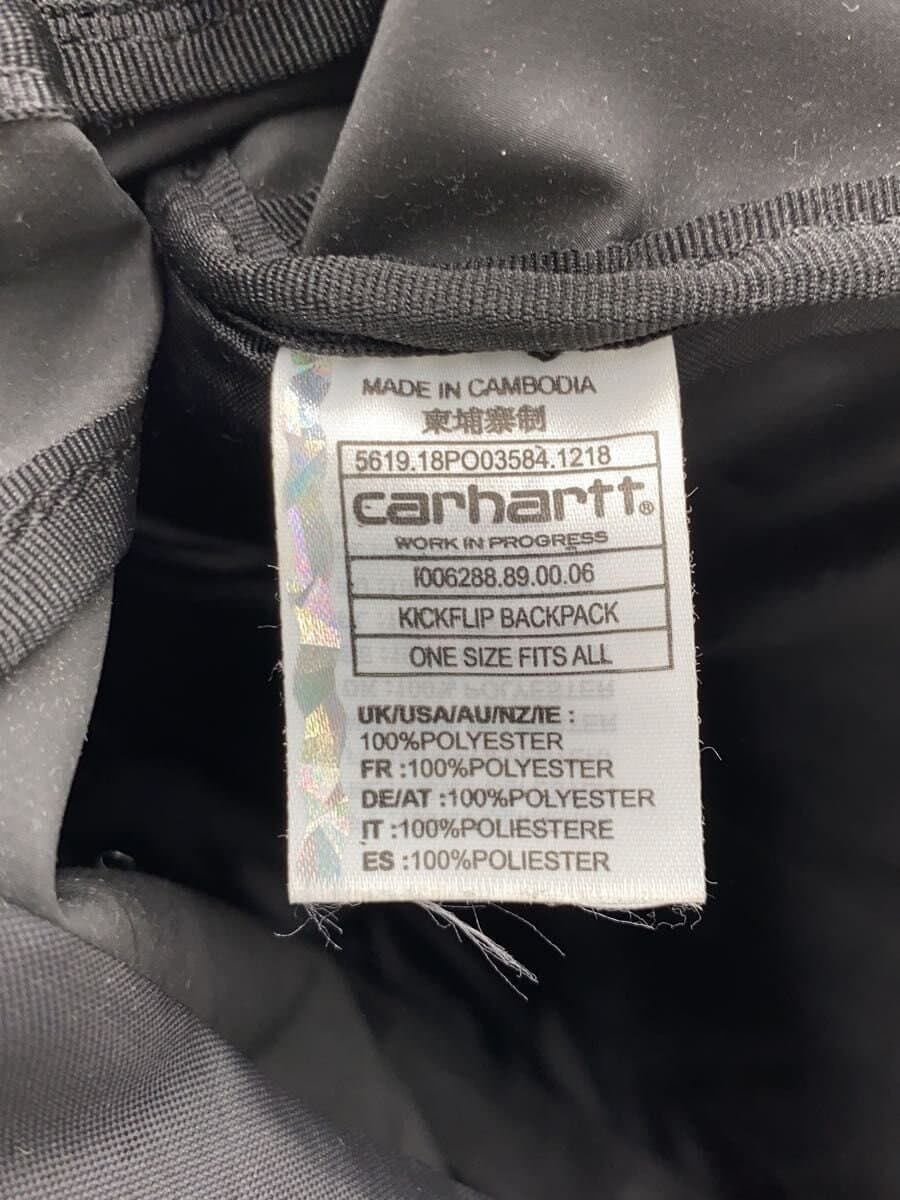 MADE IN CAMBODIA
柬埔寨制
5619.18PO03584.1218
carhartt®
WORK IN PROGRESS
I006288.89.00.06
KICKFLIP BACKPACK
ONE SIZE FITS ALL
UK/USA/AU/NZ/IE :
100%POLYESTER
FR :100%POLYESTER
DE/AT :100%POLYESTER
IT :100%POLIESTERE
ES :100%POLIESTER